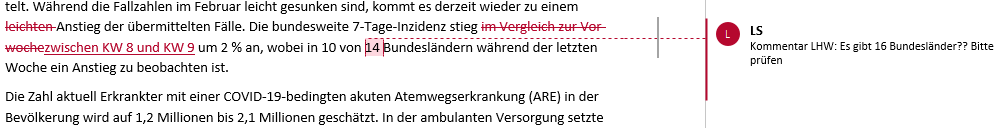 telt. Während die Fallzahlen im Februar leicht gesunken sind, kommt es derzeit wieder zu einem
leichten Anstieg der übermittelten Fälle. Die bundesweite 7-Tage-Inzidenz stieg im Vergleich zur Vor-
wochezwischen KW 8 und KW 9 um 2 % an, wobei in 10 von 14 Bundesländern während der letzten
Woche ein Anstieg zu beobachten ist.
Die Zahl aktuell Erkrankter mit einer COVID-19-bedingten akuten Atemwegserkrankung (ARE) in der
Bevölkerung wird auf 1,2 Millionen bis 2,1 Millionen geschätzt. In der ambulanten Versorgung setzte
L
LS
Kommentar LHW: Es gibt 16 Bundesländer?? Bitte
prüfen